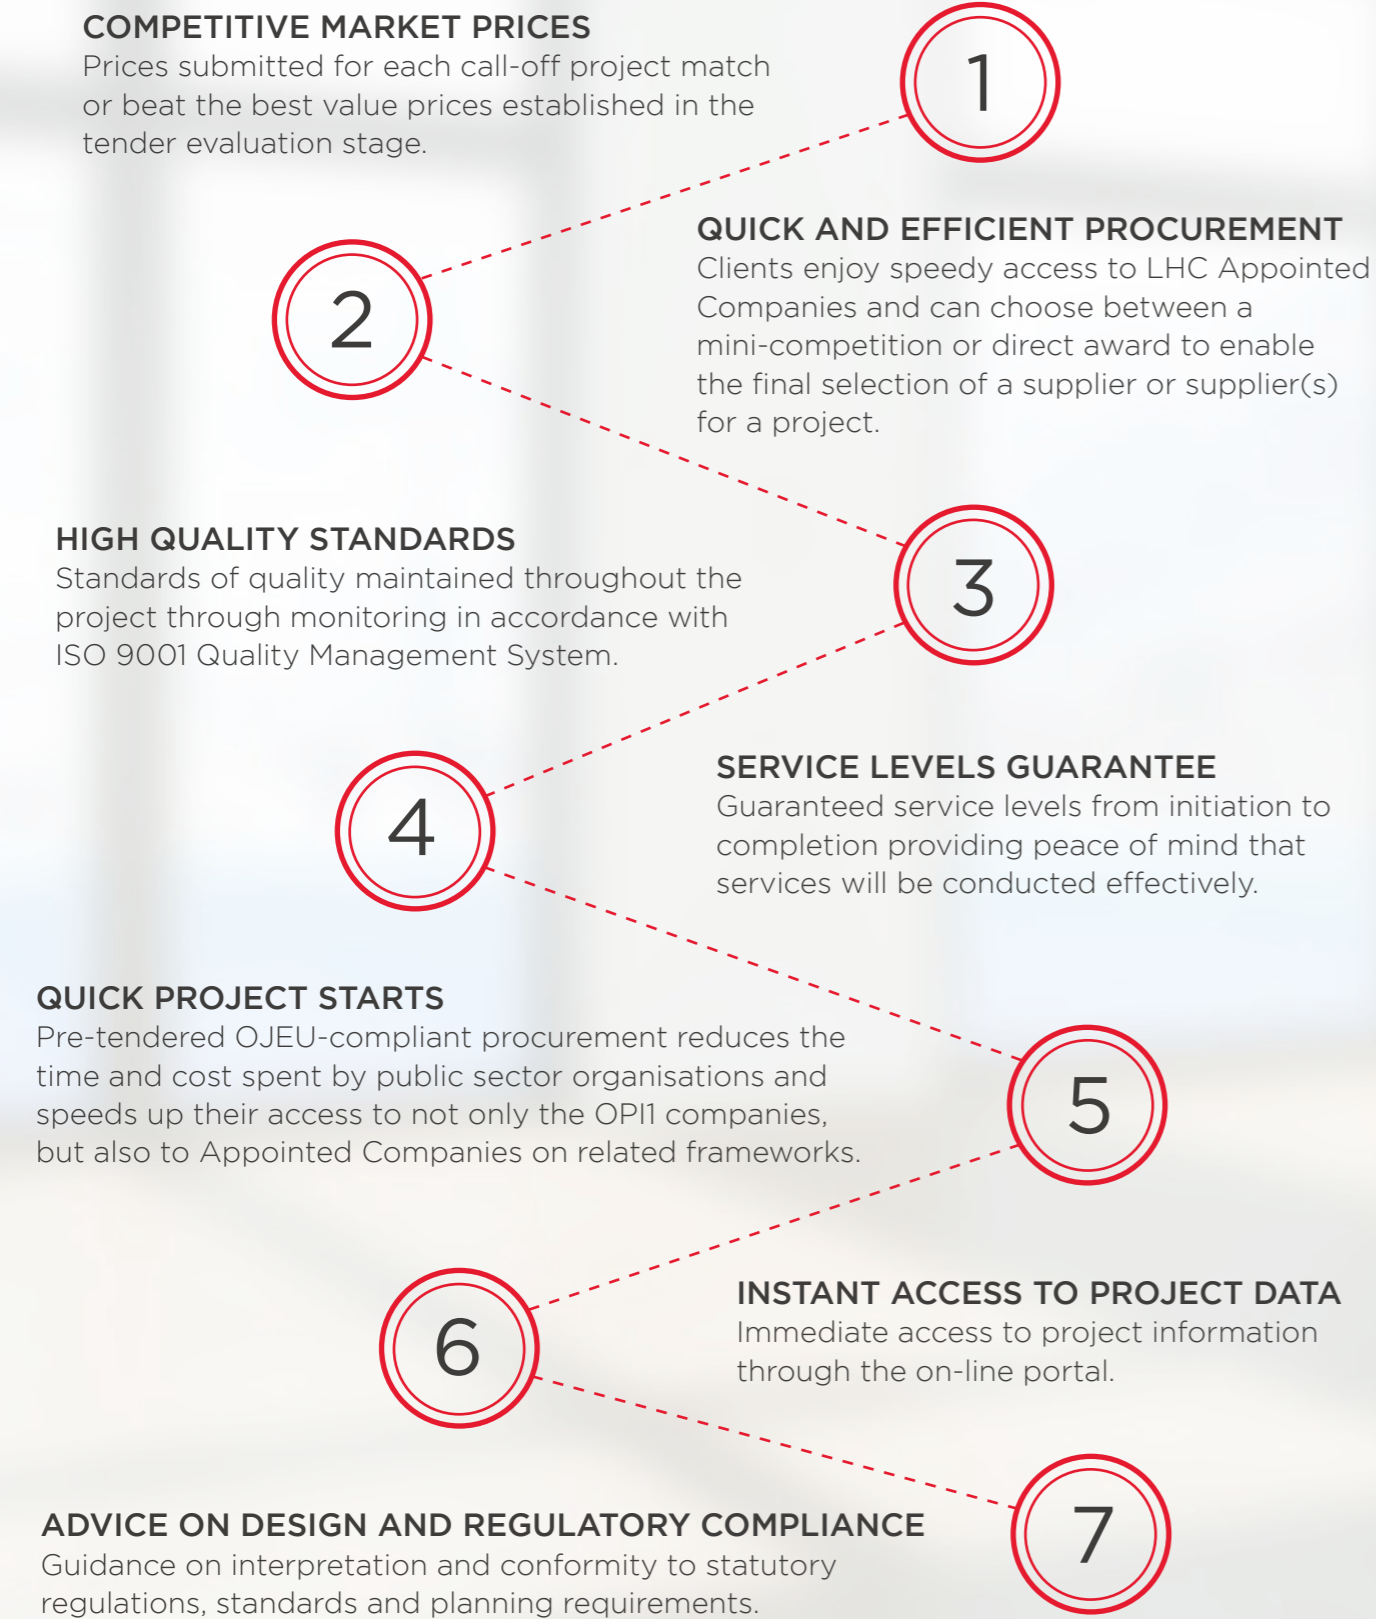 COMPETITIVE MARKET PRICES
Prices submitted for each call-off project match
or beat the best value prices established in the
tender evaluation stage.
1
2
QUICK AND EFFICIENT PROCUREMENT
Clients enjoy speedy access to LHC Appointed
Companies and can choose between a
mini-competition or direct award to enable
the final selection of a supplier or supplier(s)
for a project.
HIGH QUALITY STANDARDS
Standards of quality maintained throughout the
project through monitoring in accordance with
ISO 9001 Quality Management System.
3
4
SERVICE LEVELS GUARANTEE
Guaranteed service levels from initiation to
completion providing peace of mind that
services will be conducted effectively.
QUICK PROJECT STARTS
Pre-tendered OJEU-compliant procurement reduces the
time and cost spent by public sector organisations and
speeds up their access to not only the OPI1 companies,
but also to Appointed Companies on related frameworks.
5
6
INSTANT ACCESS TO PROJECT DATA
Immediate access to project information
through the on-line portal.
ADVICE ON DESIGN AND REGULATORY COMPLIANCE
Guidance on interpretation and conformity to statutory
regulations, standards and planning requirements.
7